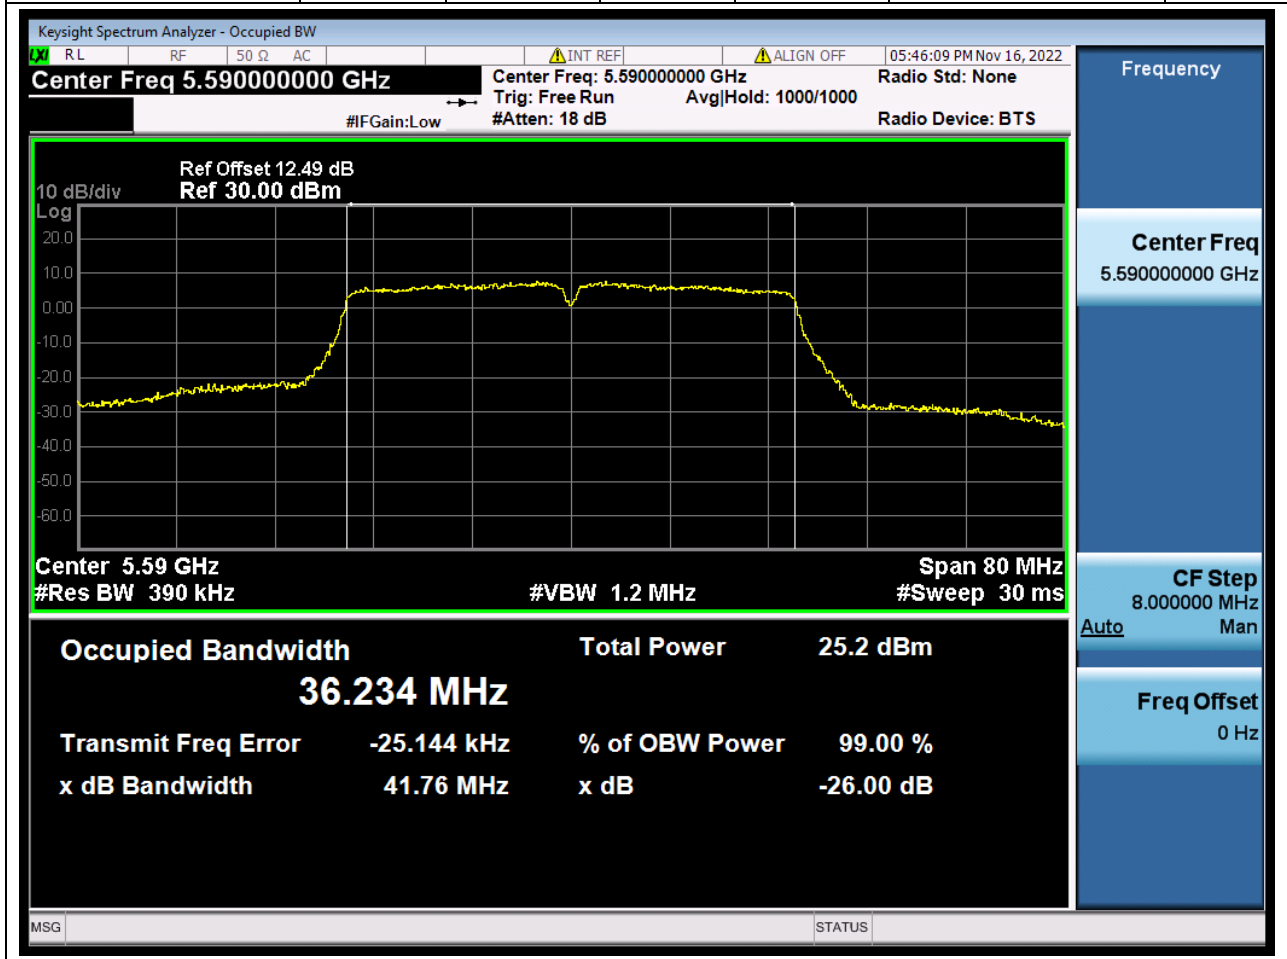 Keysight Spectrum Analyzer - Occupied BW
LXI RL RF 50 Ω AC INT REF ALIGN OFF 05:46:09 PM Nov 16, 2022
Center Freq 5.590000000 GHz
Center Freq: 5.590000000 GHz Radio Std: None
Trig: Free Run Avg|Hold: 1000/1000
#IFGain:Low #Atten: 18 dB Radio Device: BTS
Ref Offset 12.49 dB
10 dB/div Ref 30.00 dBm
Log
20.0
10.0
0.00
-10.0
-20.0
-30.0
-40.0
-50.0
-60.0
Center 5.59 GHz Span 80 MHz
#Res BW 390 kHz #VBW 1.2 MHz #Sweep 30 ms
Occupied Bandwidth Total Power 25.2 dBm
36.234 MHz
Transmit Freq Error -25.144 kHz % of OBW Power 99.00 %
x dB Bandwidth 41.76 MHz x dB -26.00 dB
MSG STATUS
Frequency
Center Freq
5.590000000 GHz
CF Step
8.000000 MHz
Auto Man
Freq Offset
0 Hz